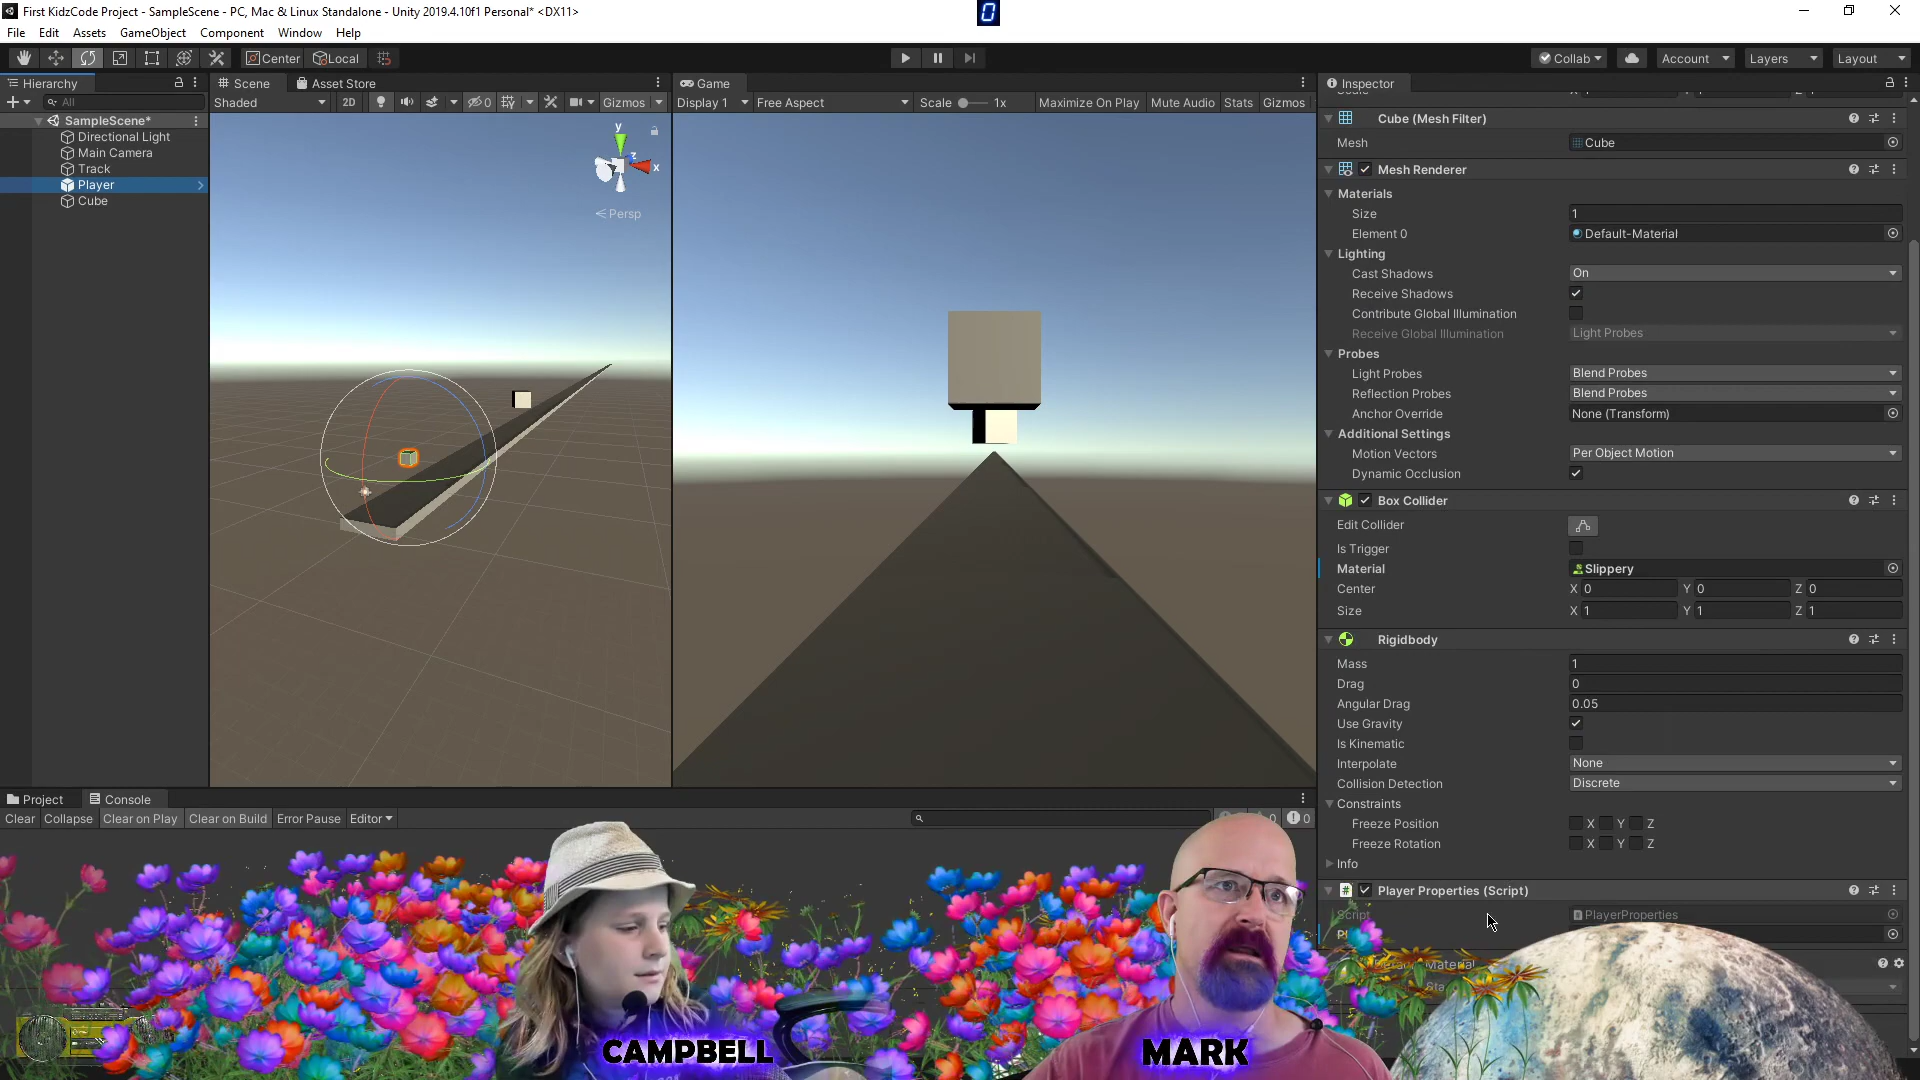 First KidzCode Project - SampleScene - PC, Mac & Linux Standalone - Unity 2019.4.10f1 Personal* <DX11>
0
File Edit Assets GameObject Component Window Help
Center Local
Collab Account Layers Layout
Hierarchy
All
SampleScene*
Directional Light
Main Camera
Track
Player
Cube
Scene Asset Store
Shaded 2D 0 Gizmos
y
x
z
Persp
Game
Display 1 Free Aspect Scale 1x Maximize On Play Mute Audio Stats Gizmos
Inspector
Scale
Cube (Mesh Filter)
Mesh Cube
Mesh Renderer
Materials
Size 1
Element 0 Default-Material
Lighting
Cast Shadows On
Receive Shadows
Contribute Global Illumination
Receive Global Illumination Light Probes
Probes
Light Probes Blend Probes
Reflection Probes Blend Probes
Anchor Override None (Transform)
Additional Settings
Motion Vectors Per Object Motion
Dynamic Occlusion
Box Collider
Edit Collider
Is Trigger
Material Slippery
Center X 0 Y 0 Z 0
Size X 1 Y 1 Z 1
Rigidbody
Mass 1
Drag 0
Angular Drag 0.05
Use Gravity
Is Kinematic
Interpolate None
Collision Detection Discrete
Constraints
Freeze Position X Y Z
Freeze Rotation X Y Z
Info
# Player Properties (Script)
Script PlayerProperties
Material
Project Console
Clear Collapse Clear on Play Clear on Build Error Pause Editor
0 0
CAMPBELL
MARK